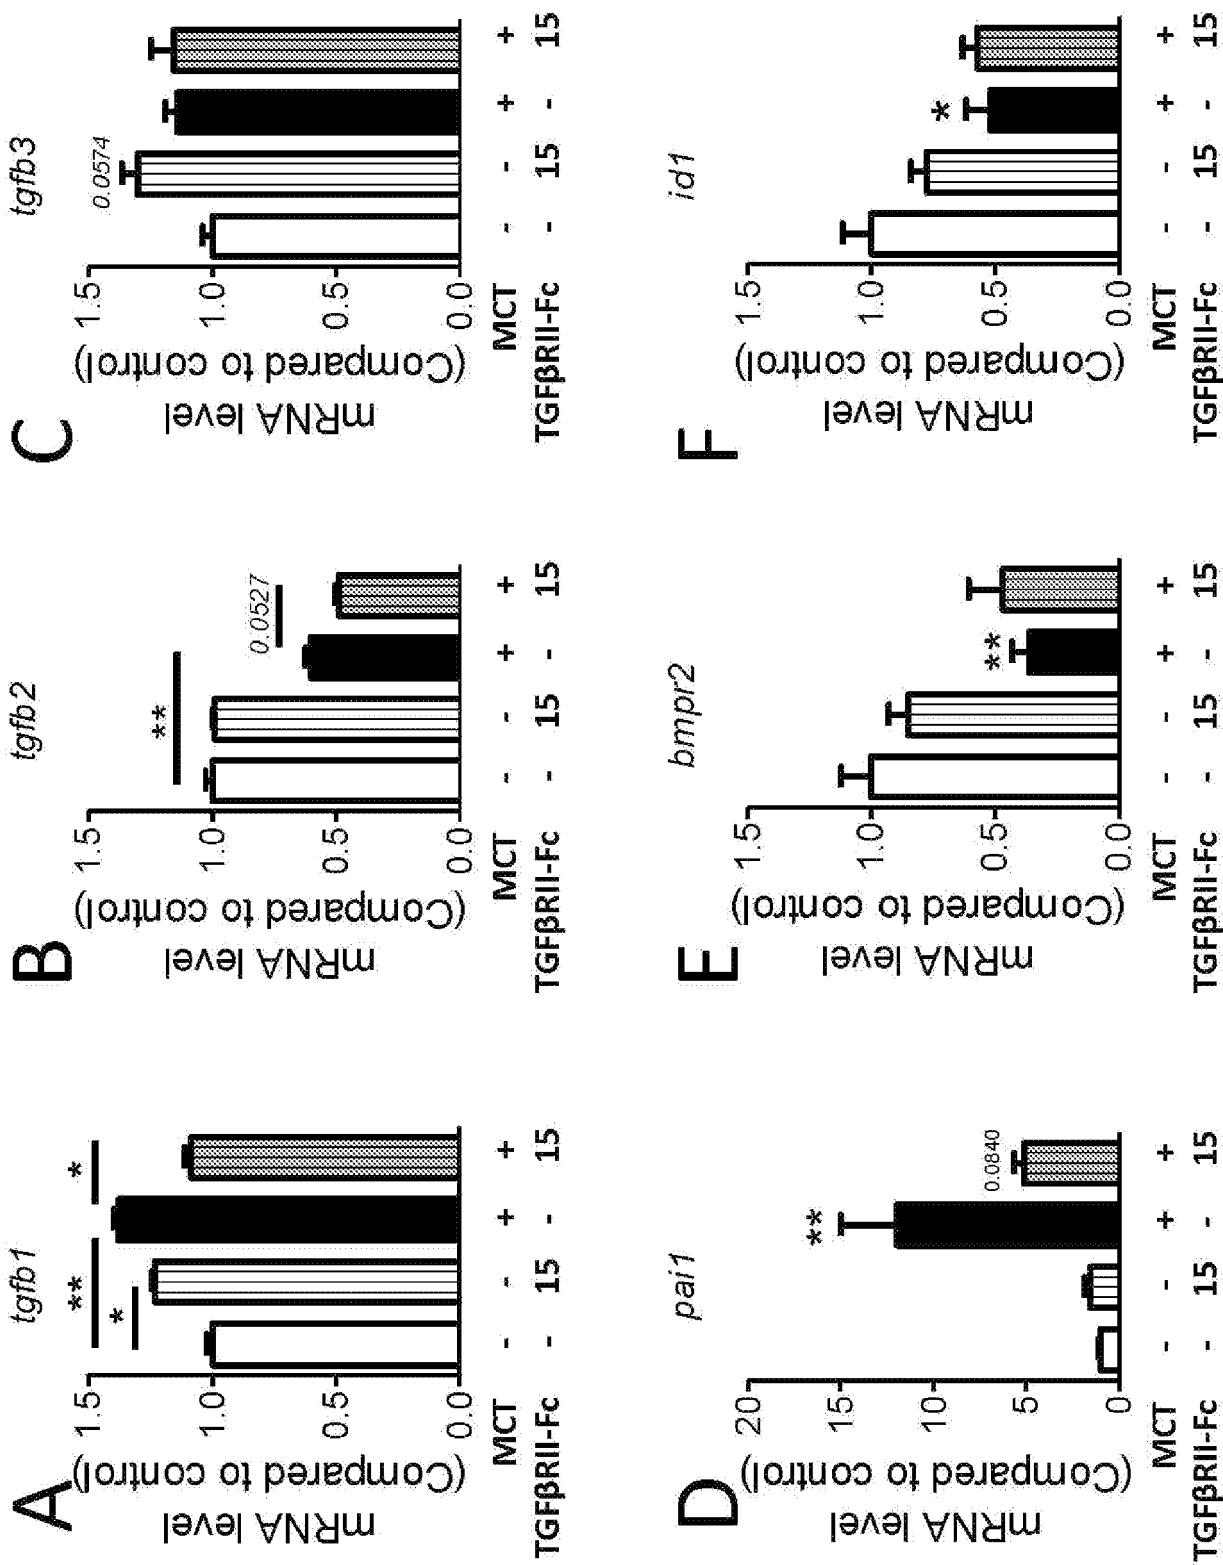 A
tgfb1
mRNA level
(Compared to control)
1.5
1.0
0.5
0.0
**
*
*
MCT - - + +
TGFβRII-Fc - 15 - 15
B
tgfb2
mRNA level
(Compared to control)
1.5
1.0
0.5
0.0
**
0.0527
MCT - - + +
TGFβRII-Fc - 15 - 15
C
tgfb3
mRNA level
(Compared to control)
1.5
1.0
0.5
0.0
0.0574
MCT - - + +
TGFβRII-Fc - 15 - 15
D
pai1
mRNA level
(Compared to control)
20
15
10
5
0
**
0.0840
MCT - - + +
TGFβRII-Fc - 15 - 15
E
bmpr2
mRNA level
(Compared to control)
1.5
1.0
0.5
0.0
**
MCT - - + +
TGFβRII-Fc - 15 - 15
F
id1
mRNA level
(Compared to control)
1.5
1.0
0.5
0.0
*
MCT - - + +
TGFβRII-Fc - 15 - 15